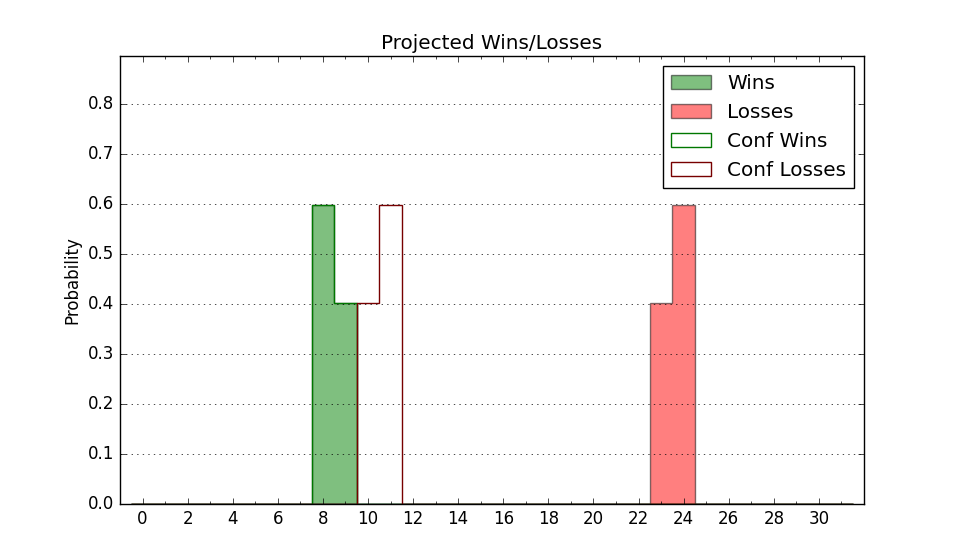 Projected Wins/Losses
Wins
Losses
Conf Wins
Conf Losses
Probability
0.8
0.7
0.6
0.5
0.4
0.3
0.2
0.1
0.0
0 2 4 6 8 10 12 14 16 18 20 22 24 26 28 30